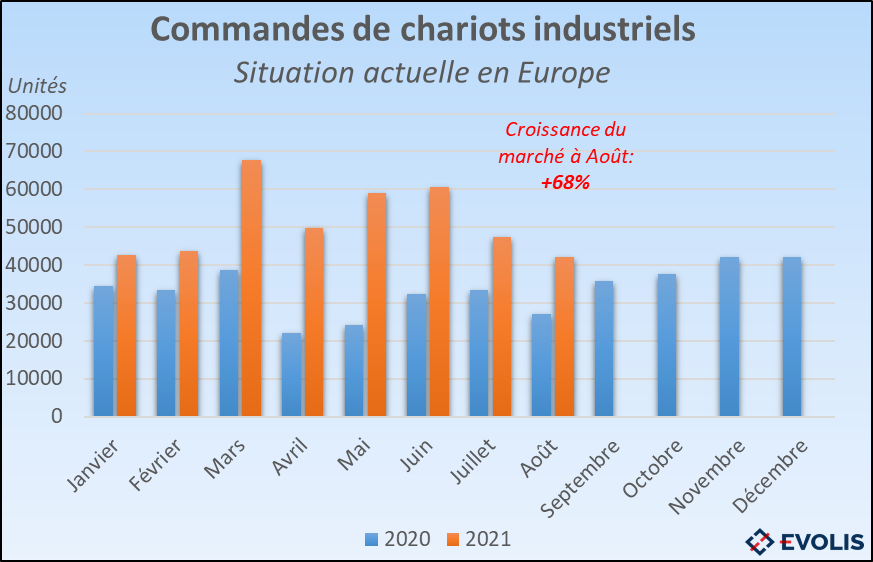 Commandes de chariots industriels
Situation actuelle en Europe
Unités
80000
70000
60000
50000
40000
30000
20000
10000
0
Croissance du
marché à Août:
+68%
Janvier
Février
Mars
Avril
Mai
Juin
Juillet
Août
Septembre
Octobre
Novembre
Décembre
2020 2021
EVOLIS